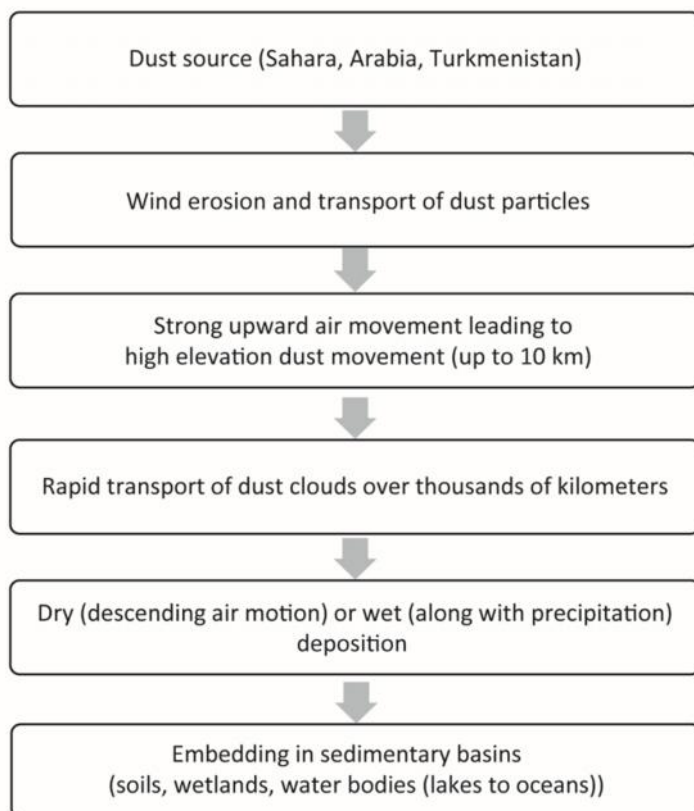 Dust source (Sahara, Arabia, Turkmenistan)
Wind erosion and transport of dust particles
Strong upward air movement leading to
high elevation dust movement (up to 10 km)
Rapid transport of dust clouds over thousands of kilometers
Dry (descending air motion) or wet (along with precipitation)
deposition
Embedding in sedimentary basins
(soils, wetlands, water bodies (lakes to oceans))